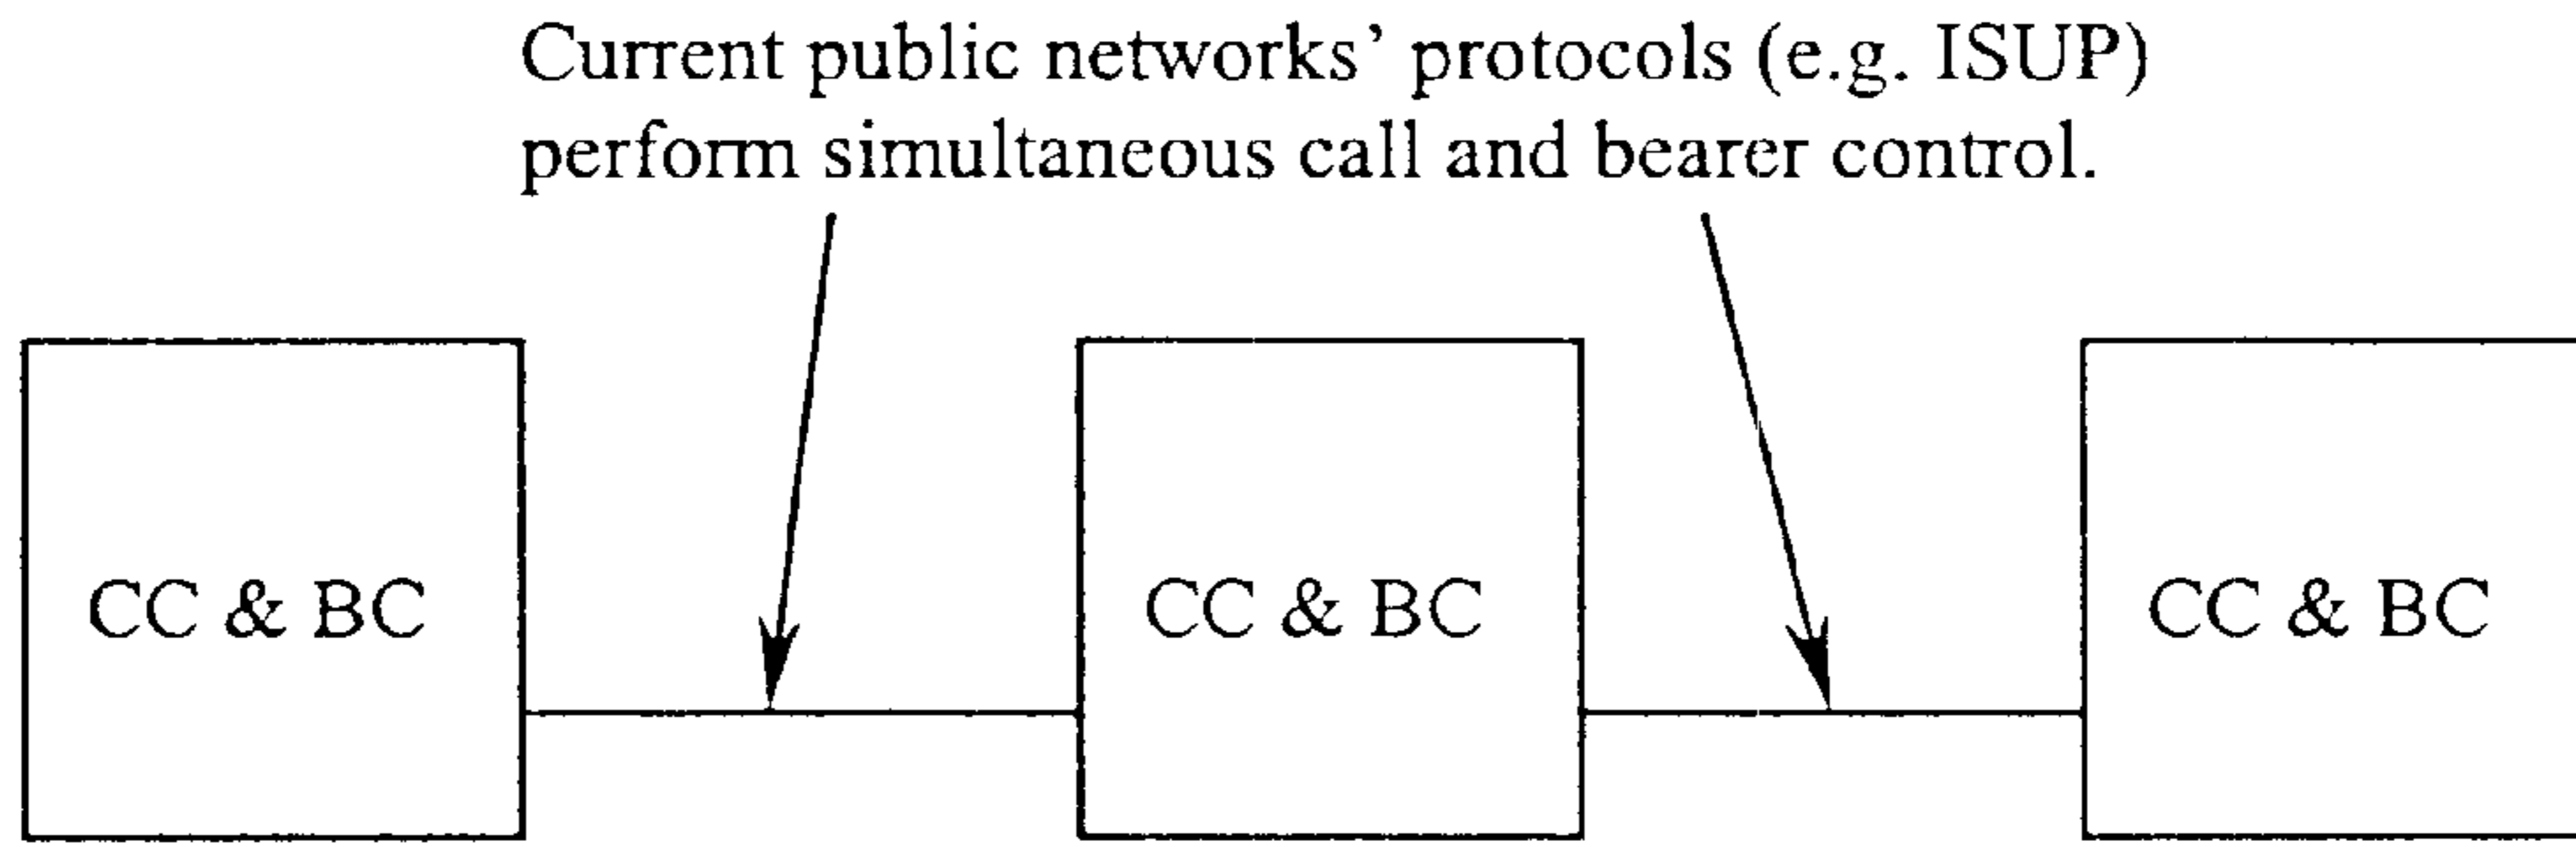 Current public networks' protocols (e.g. ISUP)
perform simultaneous call and bearer control.
CC & BC
CC & BC
CC & BC